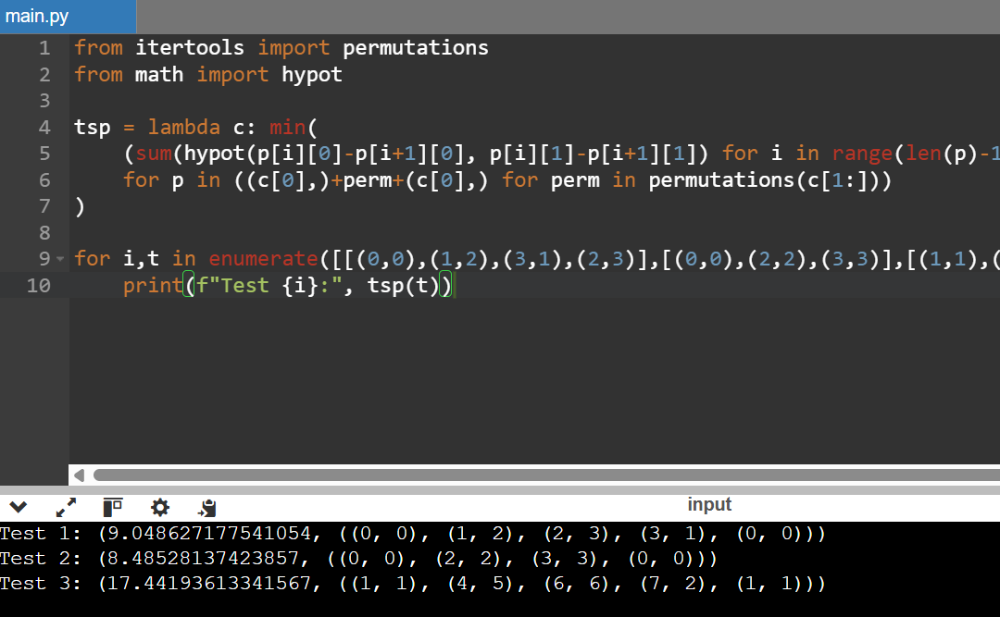 main.py
1 from itertools import permutations
2 from math import hypot
3
4 tsp = lambda c: min(
5     (sum(hypot(p[i][0]-p[i+1][0], p[i][1]-p[i+1][1]) for i in range(len(p)-1
6     for p in ((c[0],)+perm+(c[0],) for perm in permutations(c[1:]))
7 )
8
9 for i,t in enumerate([[(0,0),(1,2),(3,1),(2,3)],[(0,0),(2,2),(3,3)],[(1,1),(
10     print(f"Test {i}:", tsp(t))
input
Test 1: (9.048627177541054, ((0, 0), (1, 2), (2, 3), (3, 1), (0, 0)))
Test 2: (8.48528137423857, ((0, 0), (2, 2), (3, 3), (0, 0)))
Test 3: (17.44193613341567, ((1, 1), (4, 5), (6, 6), (7, 2), (1, 1)))